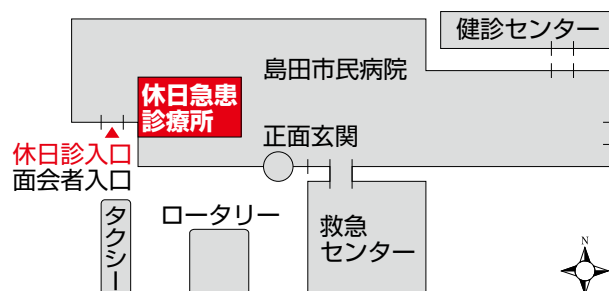 健診センター
島田市民病院
休日急患
診療所
正面玄関
休日診入口
面会者入口
タクシー
ロータリー
救急
センター
N